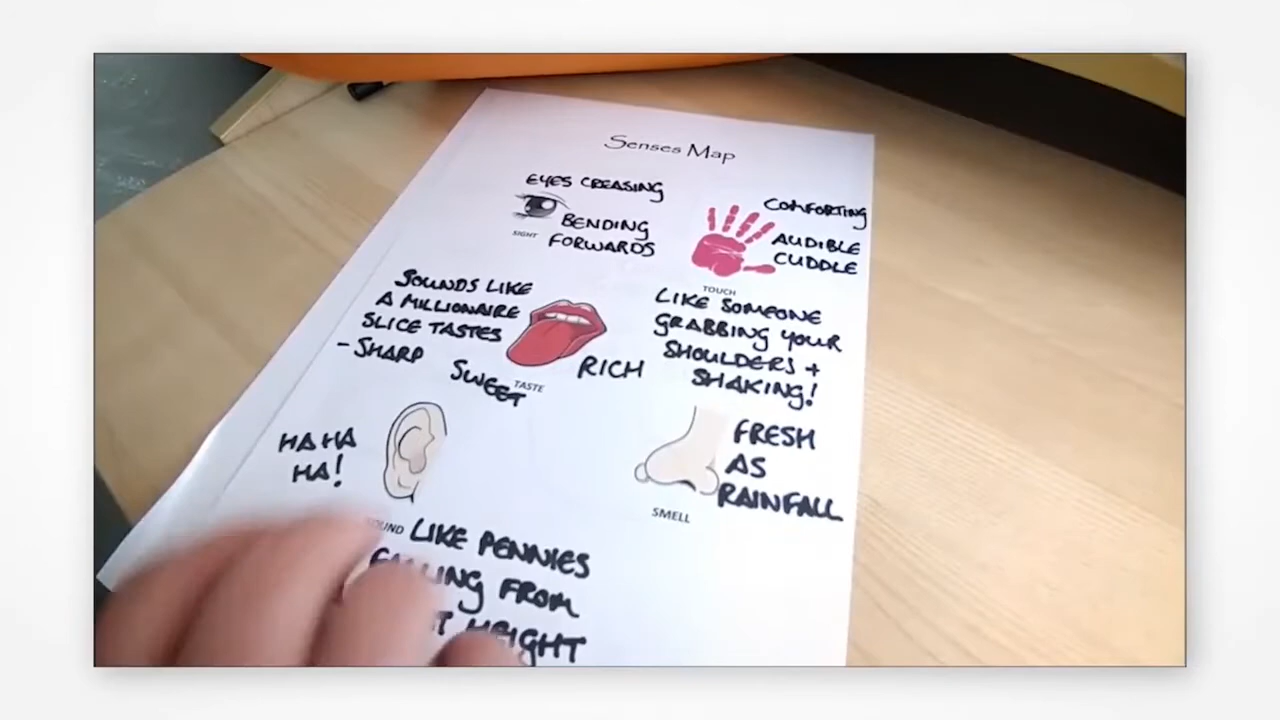 Senses Map
EYES CREASING
BENDING
FORWARDS
SIGHT
COMFORTING
AUDIBLE
CUDDLE
TOUCH
LIKE SOMEONE
GRABBING YOUR
SHOULDERS +
SHAKING!
SOUNDS LIKE
A MILLIONAIRE
SLICE TASTES
- SHARP
SWEET
RICH
TASTE
HA HA
HA!
LIKE PENNIES
FROM
HEIGHT
FRESH
AS
RAINFALL
SMELL